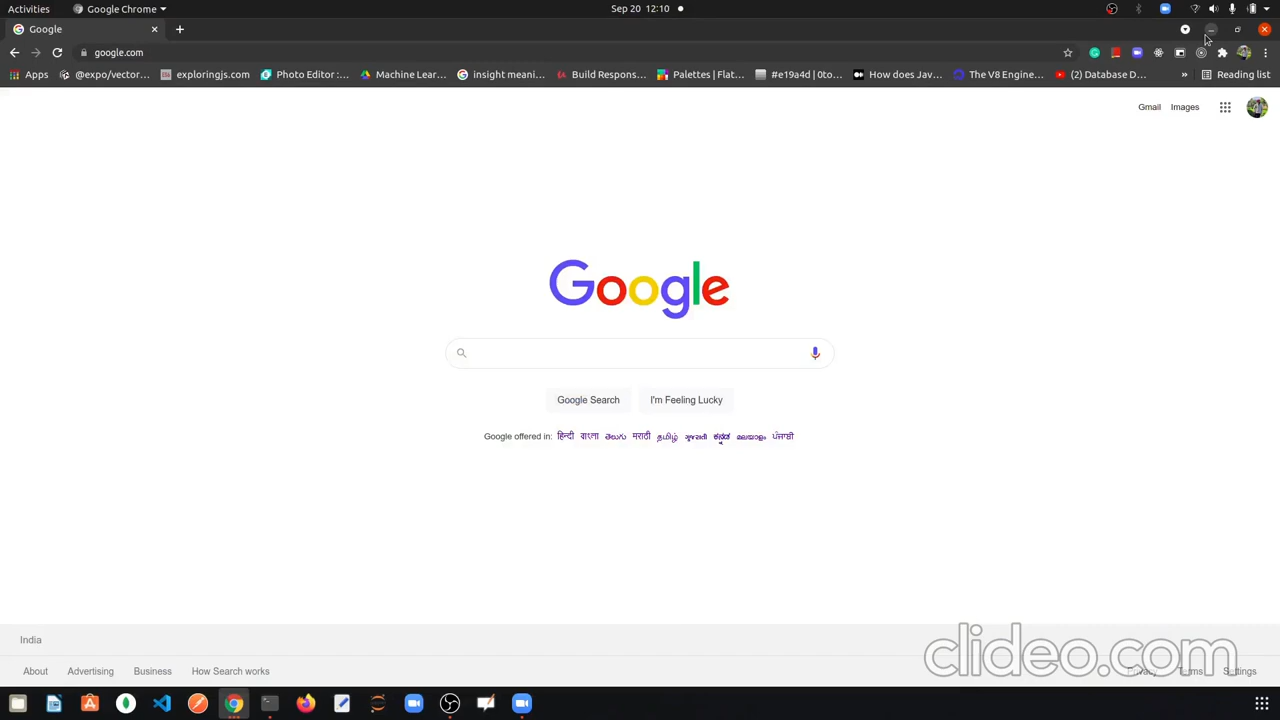 Activities Google Chrome Sep 20 12:10
Google
google.com
Apps @expo/vector... exploringjs.com Photo Editor :... Machine Lear... insight meani... Build Respons... Palettes | Flat... #e19a4d | 0to... How does Jav... The V8 Engine... (2) Database D... » Reading list
Gmail Images
Google
Google Search I'm Feeling Lucky
Google offered in: हिन्दी বাংলা తెలుగు मराठी தமிழ் ગુજરાતી ಕನ್ನಡ മലയാളം ਪੰਜਾਬੀ
India
clideo.com
About Advertising Business How Search works Privacy Terms Settings